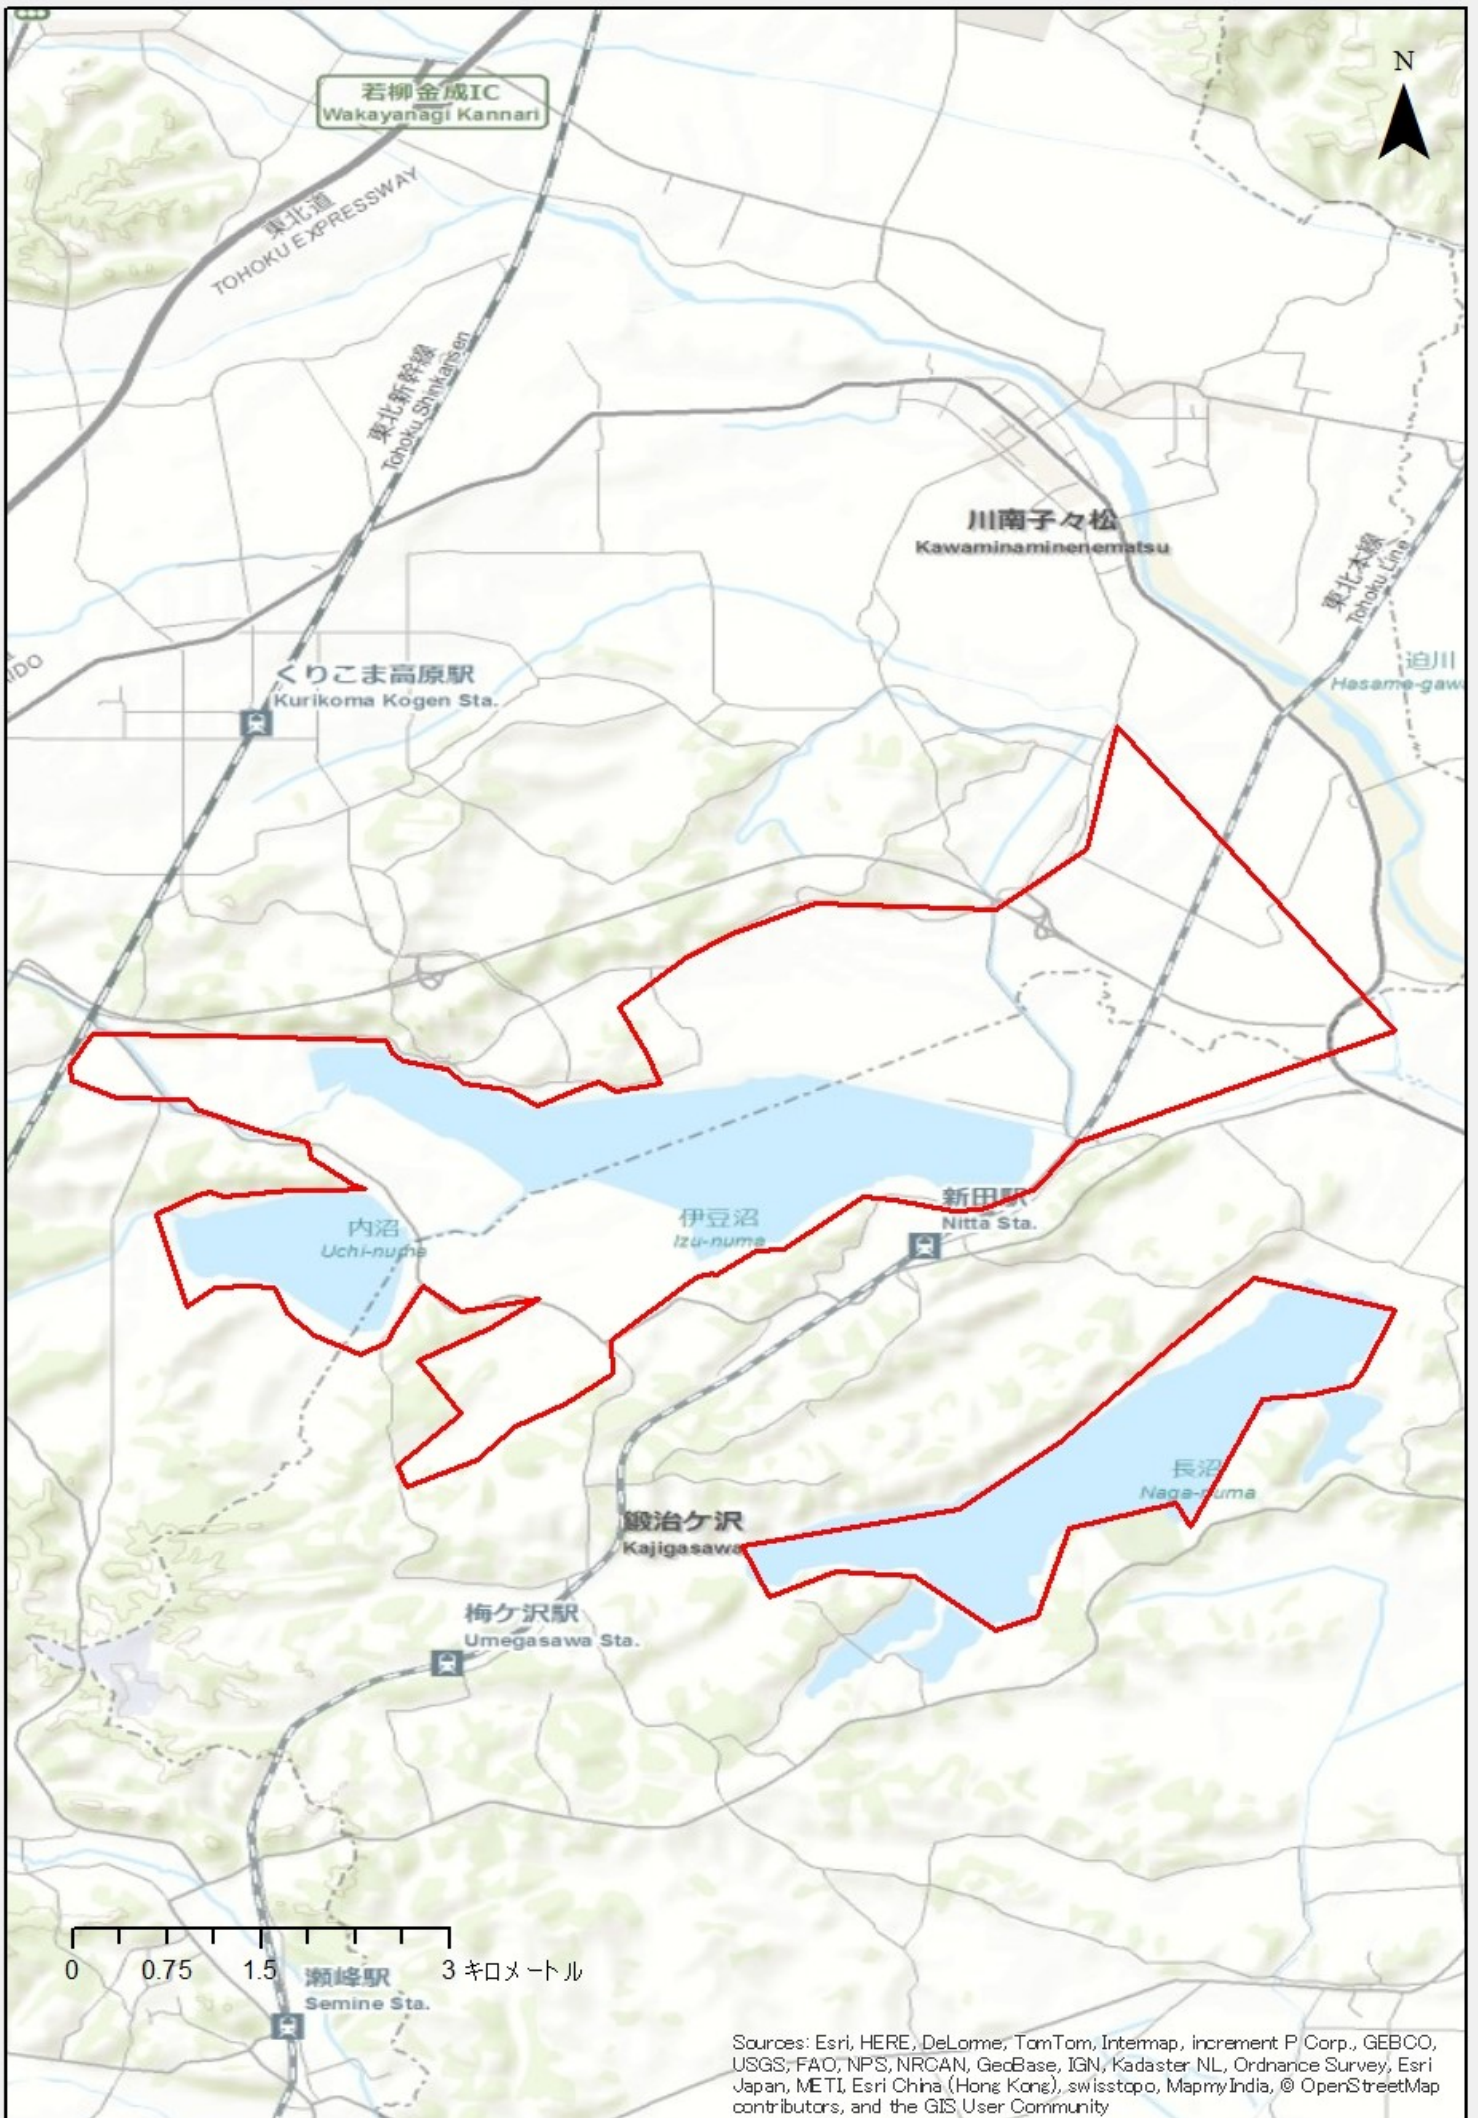 N
若柳金成IC
Wakayanagi Kannari
東北道
TOHOKU EXPRESSWAY
東北新幹線
Tohoku Shinkansen
川南子々松
Kawaminaminenematsu
東北本線
Tohoku Line
迫川
Hasame-gaw
くりこま高原駅
Kurikoma Kogen Sta.
内沼
Uchi-numa
伊豆沼
Izu-numa
新田駅
Nitta Sta.
長沼
Naga-numa
鍛治ケ沢
Kajigasawa
梅ケ沢駅
Umegasawa Sta.
0 0.75 1.5 3 キロメートル
瀬峰駅
Semine Sta.
Sources: Esri, HERE, DeLorme, TomTom, Intermap, increment P Corp., GEBCO,
USGS, FAO, NPS, NRCAN, GeoBase, IGN, Kadaster NL, Ordnance Survey, Esri
Japan, METI, Esri China (Hong Kong), swisstopo, MapmyIndia, © OpenStreetMap
contributors, and the GIS User Community